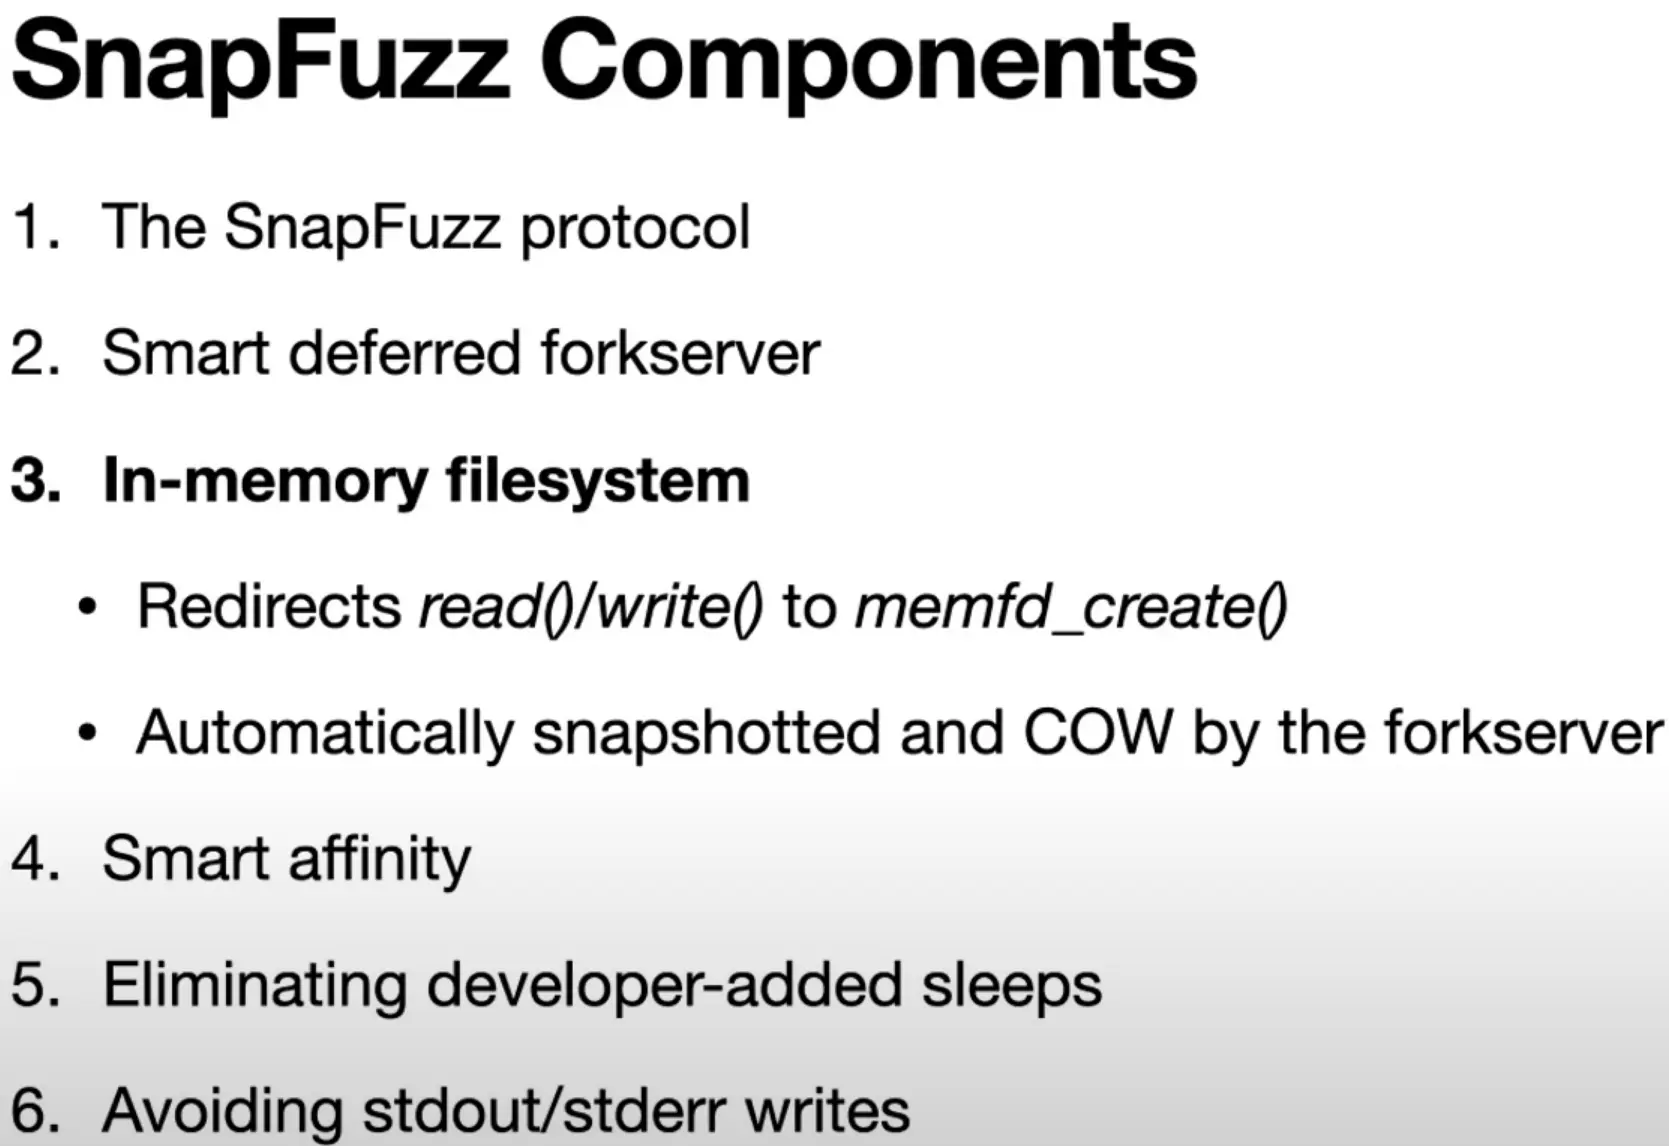 SnapFuzz Components
1. The SnapFuzz protocol
2. Smart deferred forkserver
3. In-memory filesystem
• Redirects read()/write() to memfd_create()
• Automatically snapshotted and COW by the forkserver
4. Smart affinity
5. Eliminating developer-added sleeps
6. Avoiding stdout/stderr writes